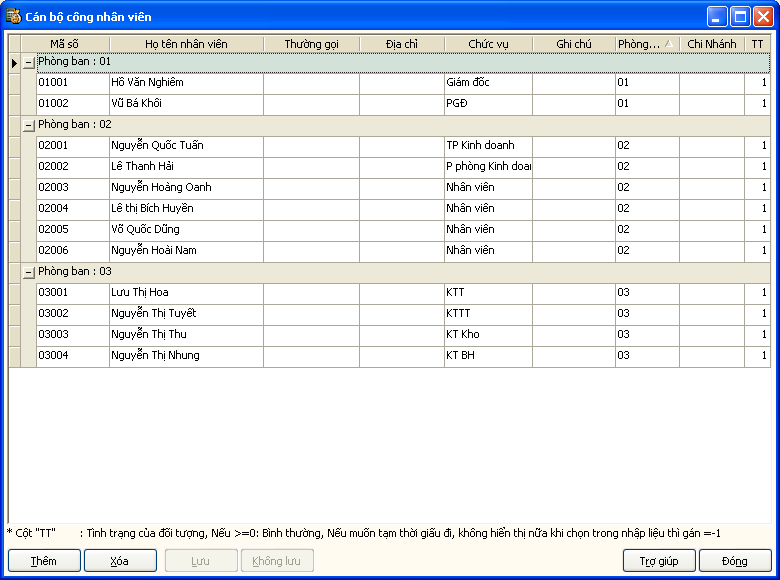 Cán bộ công nhân viên
Mã số Họ tên nhân viên Thường gọi Địa chỉ Chức vụ Ghi chú Phòng... Chi Nhánh TT
Phòng ban : 01
01001 Hồ Văn Nghiêm Giám đốc 01 1
01002 Vũ Bá Khôi PGĐ 01 1
Phòng ban : 02
02001 Nguyễn Quốc Tuấn TP Kinh doanh 02 1
02002 Lê Thanh Hải P phòng Kinh doan 02 1
02003 Nguyễn Hoàng Oanh Nhân viên 02 1
02004 Lê thị Bích Huyền Nhân viên 02 1
02005 Võ Quốc Dũng Nhân viên 02 1
02006 Nguyễn Hoài Nam Nhân viên 02 1
Phòng ban : 03
03001 Lưu Thị Hoa KTT 03 1
03002 Nguyễn Thị Tuyết KTTT 03 1
03003 Nguyễn Thị Thu KT Kho 03 1
03004 Nguyễn Thị Nhung KT BH 03 1
* Cột "TT" : Tình trạng của đối tượng, Nếu >=0: Bình thường, Nếu muốn tạm thời giấu đi, không hiển thị nữa khi chọn trong nhập liệu thì gán =-1
Thêm Xóa Lưu Không lưu Trợ giúp Đóng